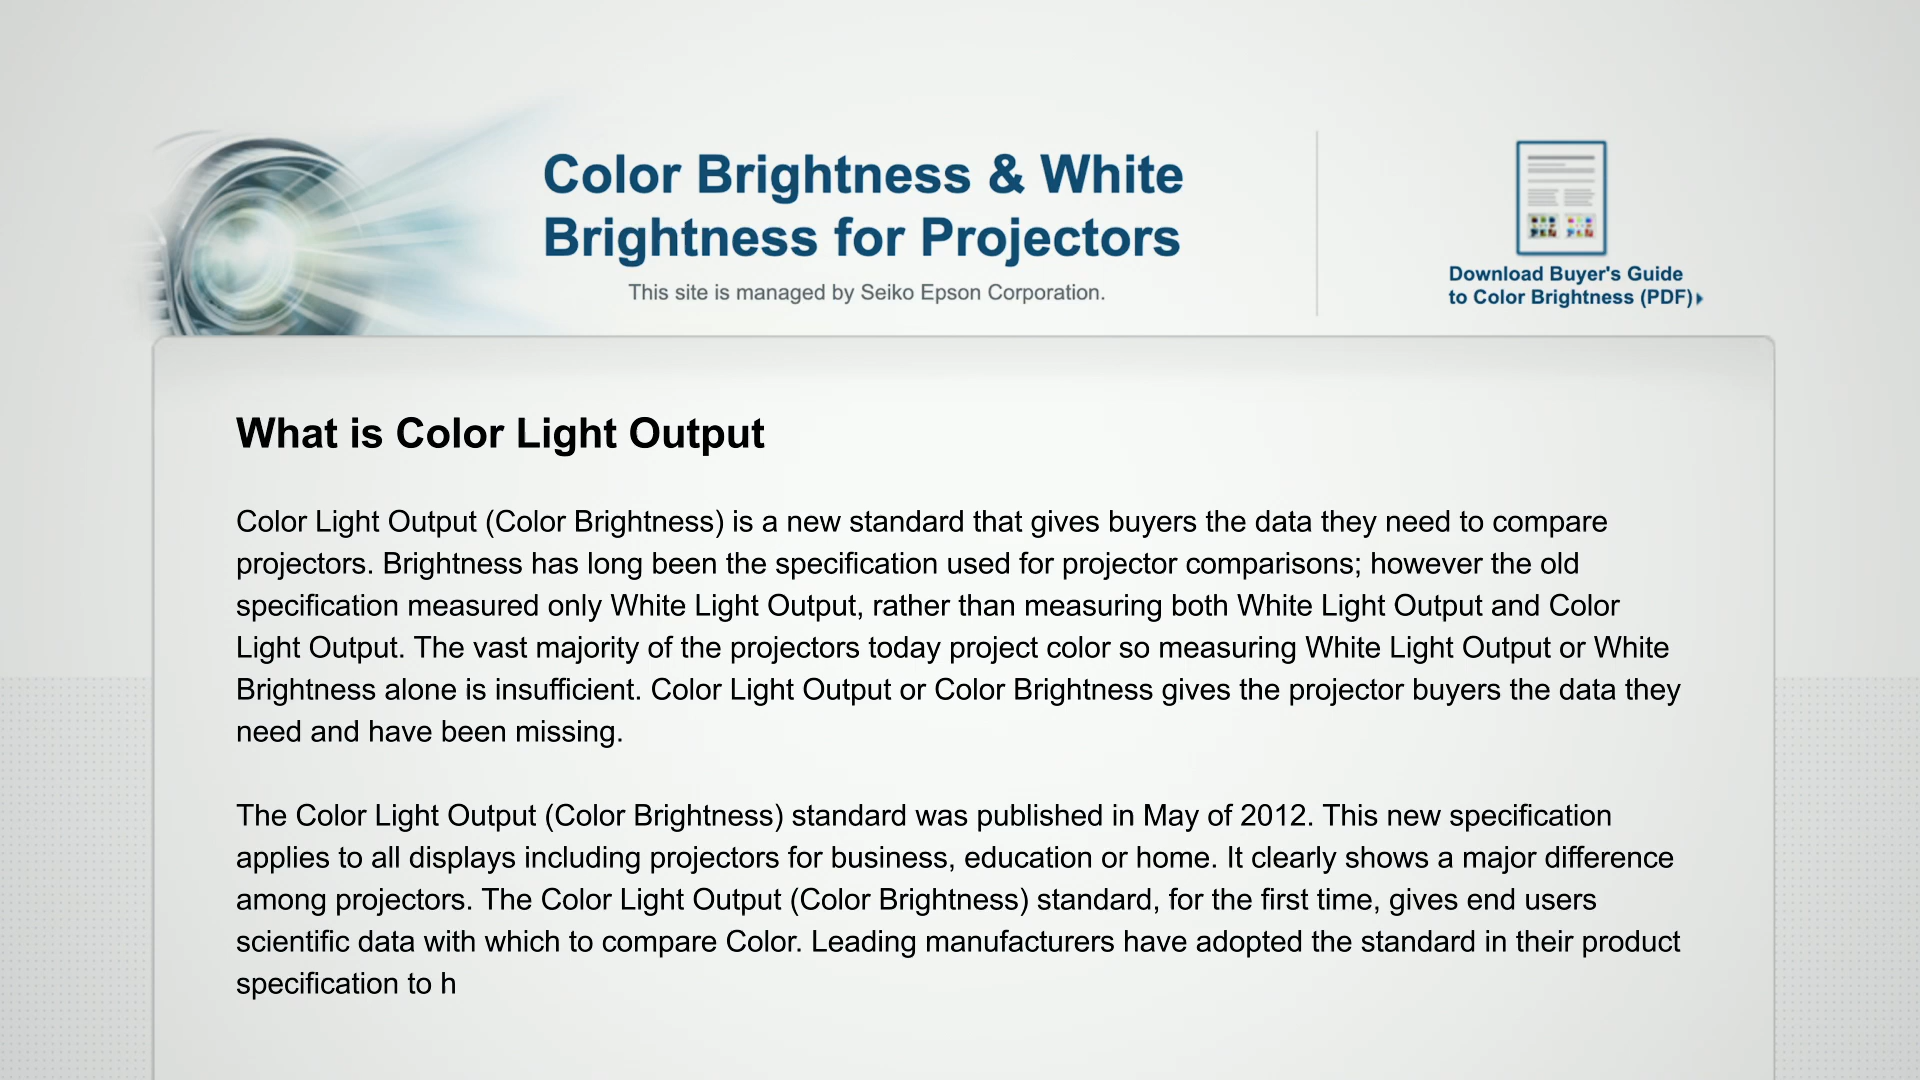 Color Brightness & White
Brightness for Projectors
This site is managed by Seiko Epson Corporation.
Download Buyer's Guide
to Color Brightness (PDF)
What is Color Light Output
Color Light Output (Color Brightness) is a new standard that gives buyers the data they need to compare
projectors. Brightness has long been the specification used for projector comparisons; however the old
specification measured only White Light Output, rather than measuring both White Light Output and Color
Light Output. The vast majority of the projectors today project color so measuring White Light Output or White
Brightness alone is insufficient. Color Light Output or Color Brightness gives the projector buyers the data they
need and have been missing.
The Color Light Output (Color Brightness) standard was published in May of 2012. This new specification
applies to all displays including projectors for business, education or home. It clearly shows a major difference
among projectors. The Color Light Output (Color Brightness) standard, for the first time, gives end users
scientific data with which to compare Color. Leading manufacturers have adopted the standard in their product
specification to h